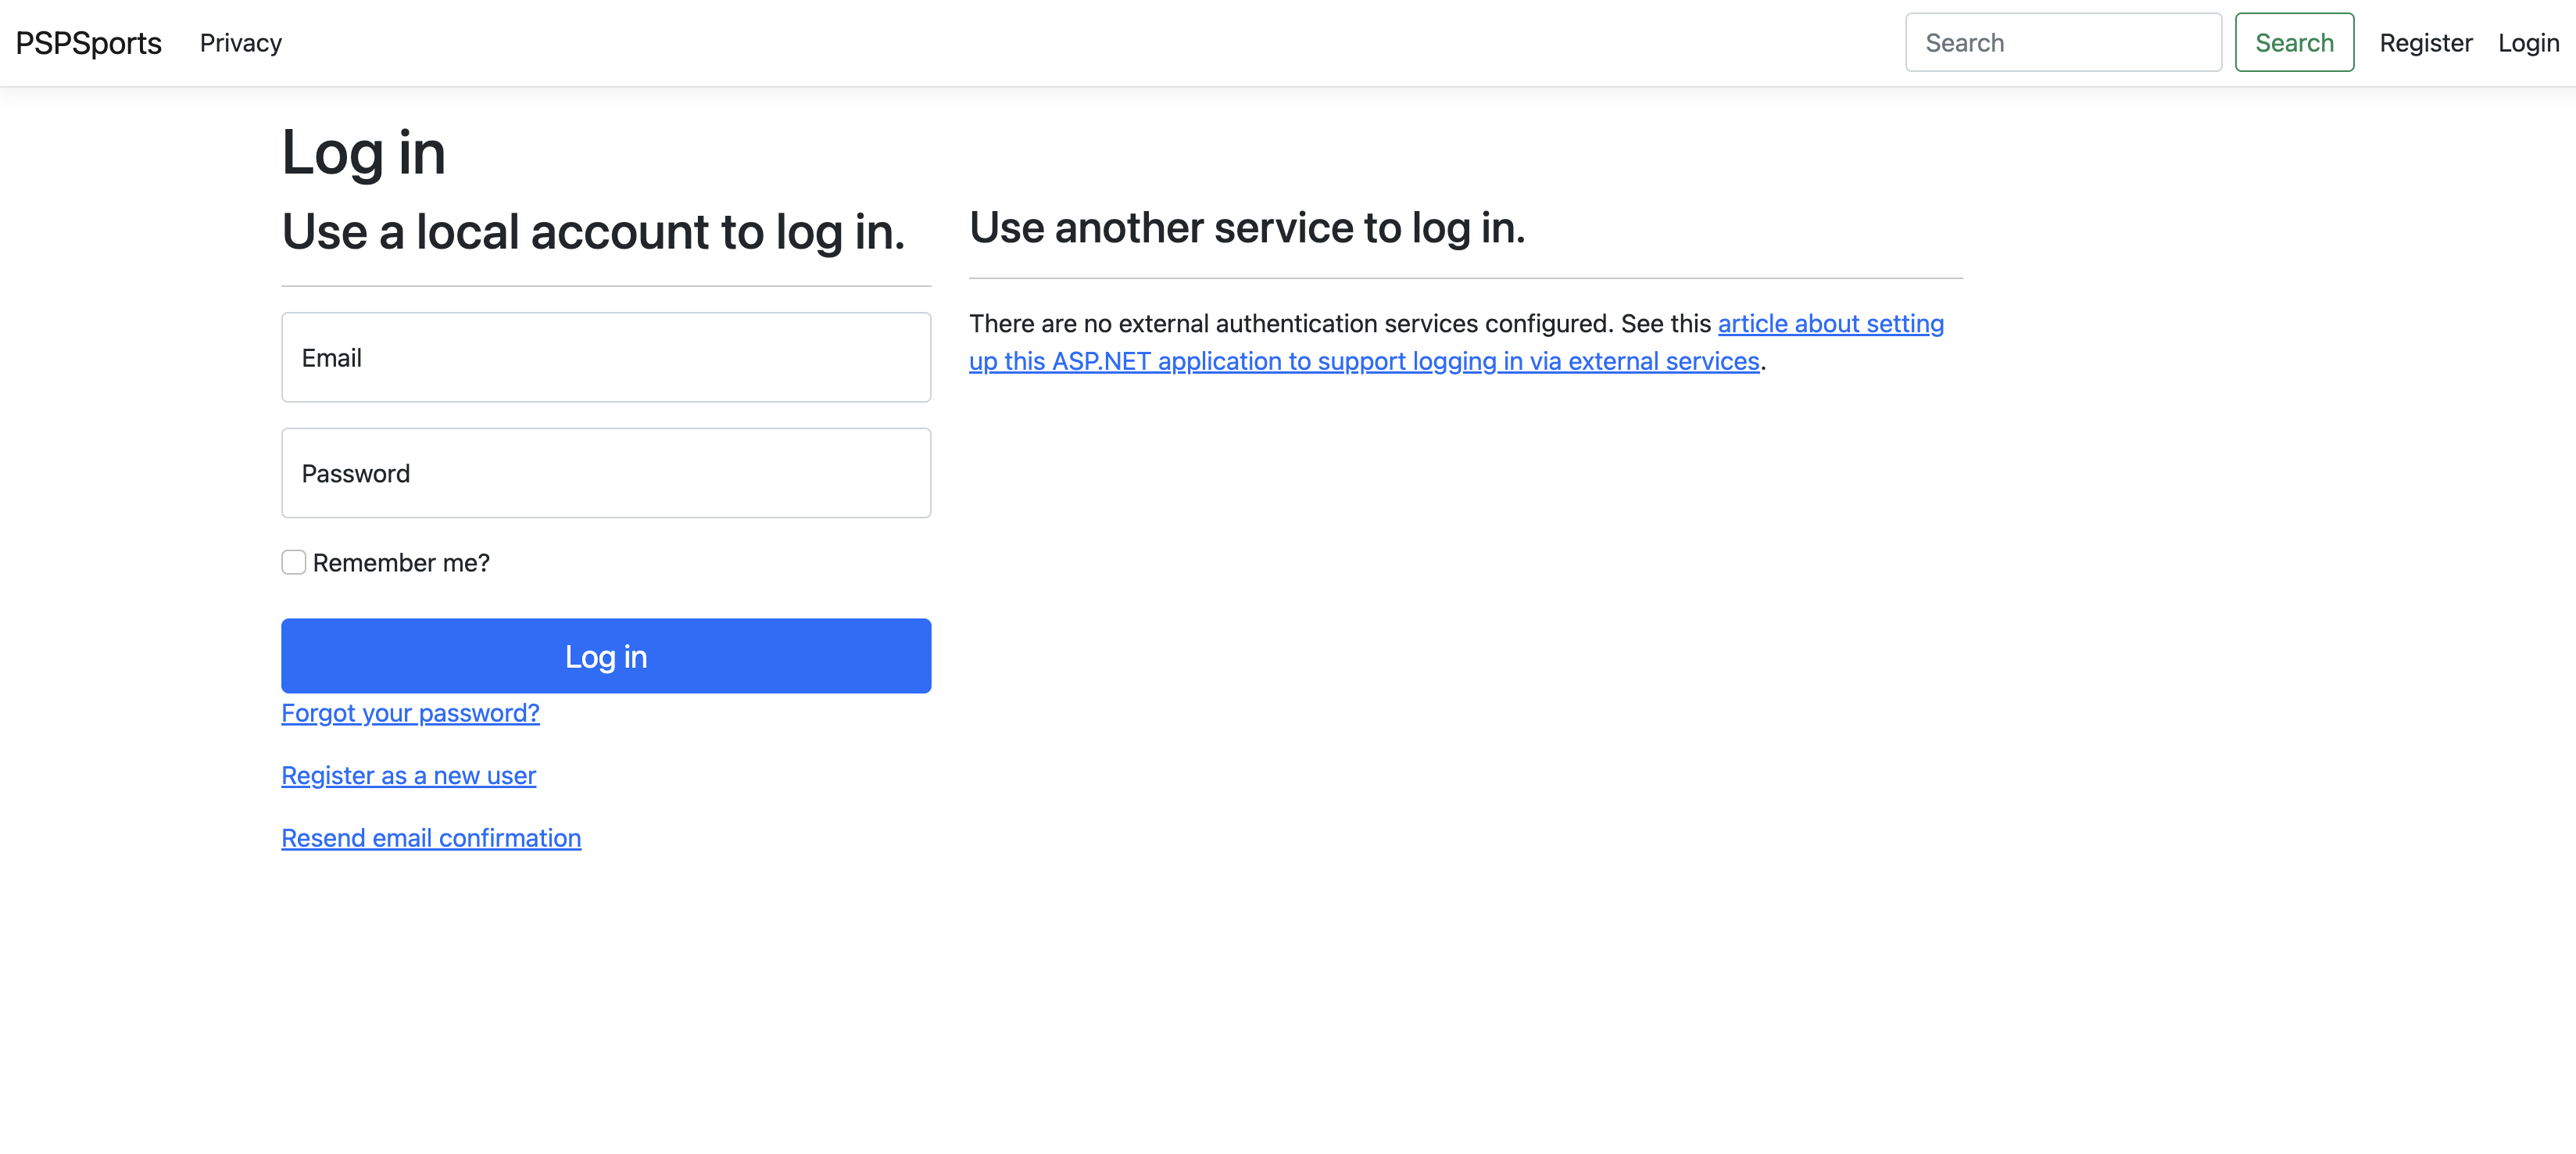 PSPSports Privacy Search Search Register Login
Log in
Use a local account to log in.
Email
Password
Remember me?
Log in
Forgot your password?
Register as a new user
Resend email confirmation
Use another service to log in.
There are no external authentication services configured. See this article about setting
up this ASP.NET application to support logging in via external services.